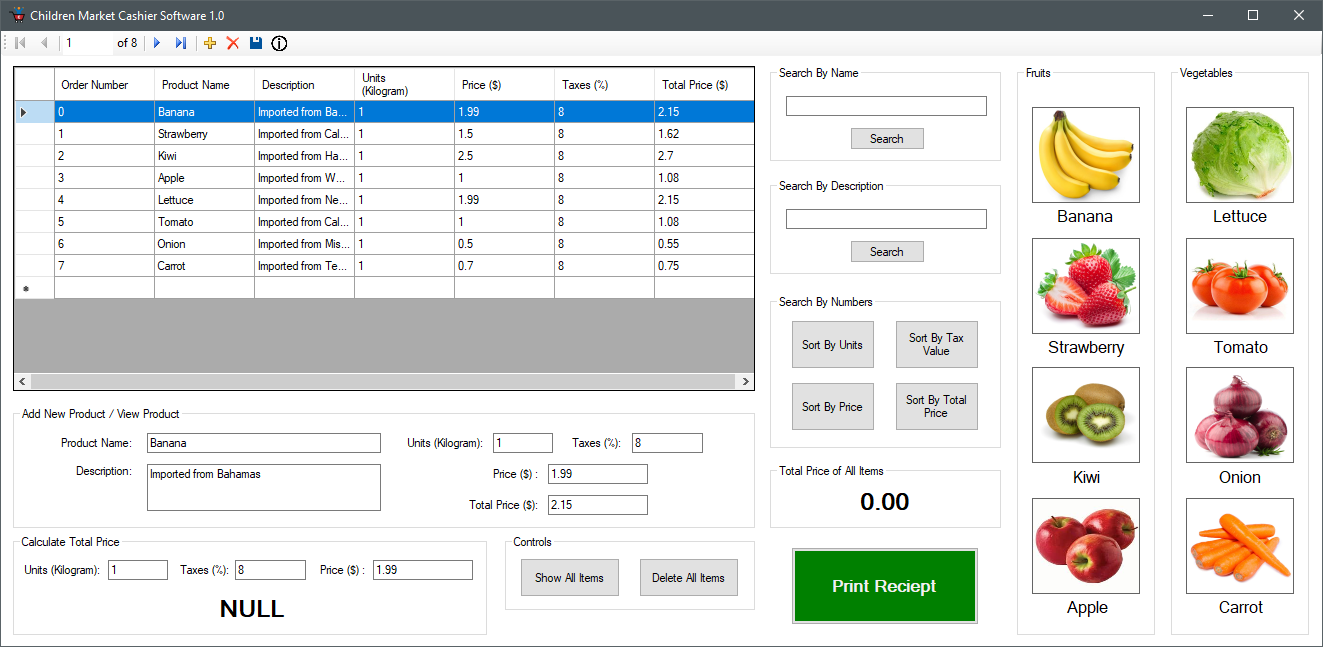 Children Market Cashier Software 1.0
1 of 8
Order Number Product Name Description Units (Kilogram) Price ($) Taxes (%) Total Price ($)
0 Banana Imported from Ba... 1 1.99 8 2.15
1 Strawberry Imported from Cal... 1 1.5 8 1.62
2 Kiwi Imported from Ha... 1 2.5 8 2.7
3 Apple Imported from W... 1 1 8 1.08
4 Lettuce Imported from Ne... 1 1.99 8 2.15
5 Tomato Imported from Cal... 1 1 8 1.08
6 Onion Imported from Mis... 1 0.5 8 0.55
7 Carrot Imported from Te... 1 0.7 8 0.75
Add New Product / View Product
Product Name: Banana Units (Kilogram): 1 Taxes (%): 8
Description: Imported from Bahamas
Price ($) : 1.99
Total Price ($): 2.15
Calculate Total Price
Units (Kilogram): 1 Taxes (%): 8 Price ($) : 1.99
NULL
Controls
Show All Items Delete All Items
Search By Name
Search
Search By Description
Search
Search By Numbers
Sort By Units Sort By Tax Value
Sort By Price Sort By Total Price
Total Price of All Items
0.00
Print Reciept
Fruits
Banana
Strawberry
Kiwi
Apple
Vegetables
Lettuce
Tomato
Onion
Carrot